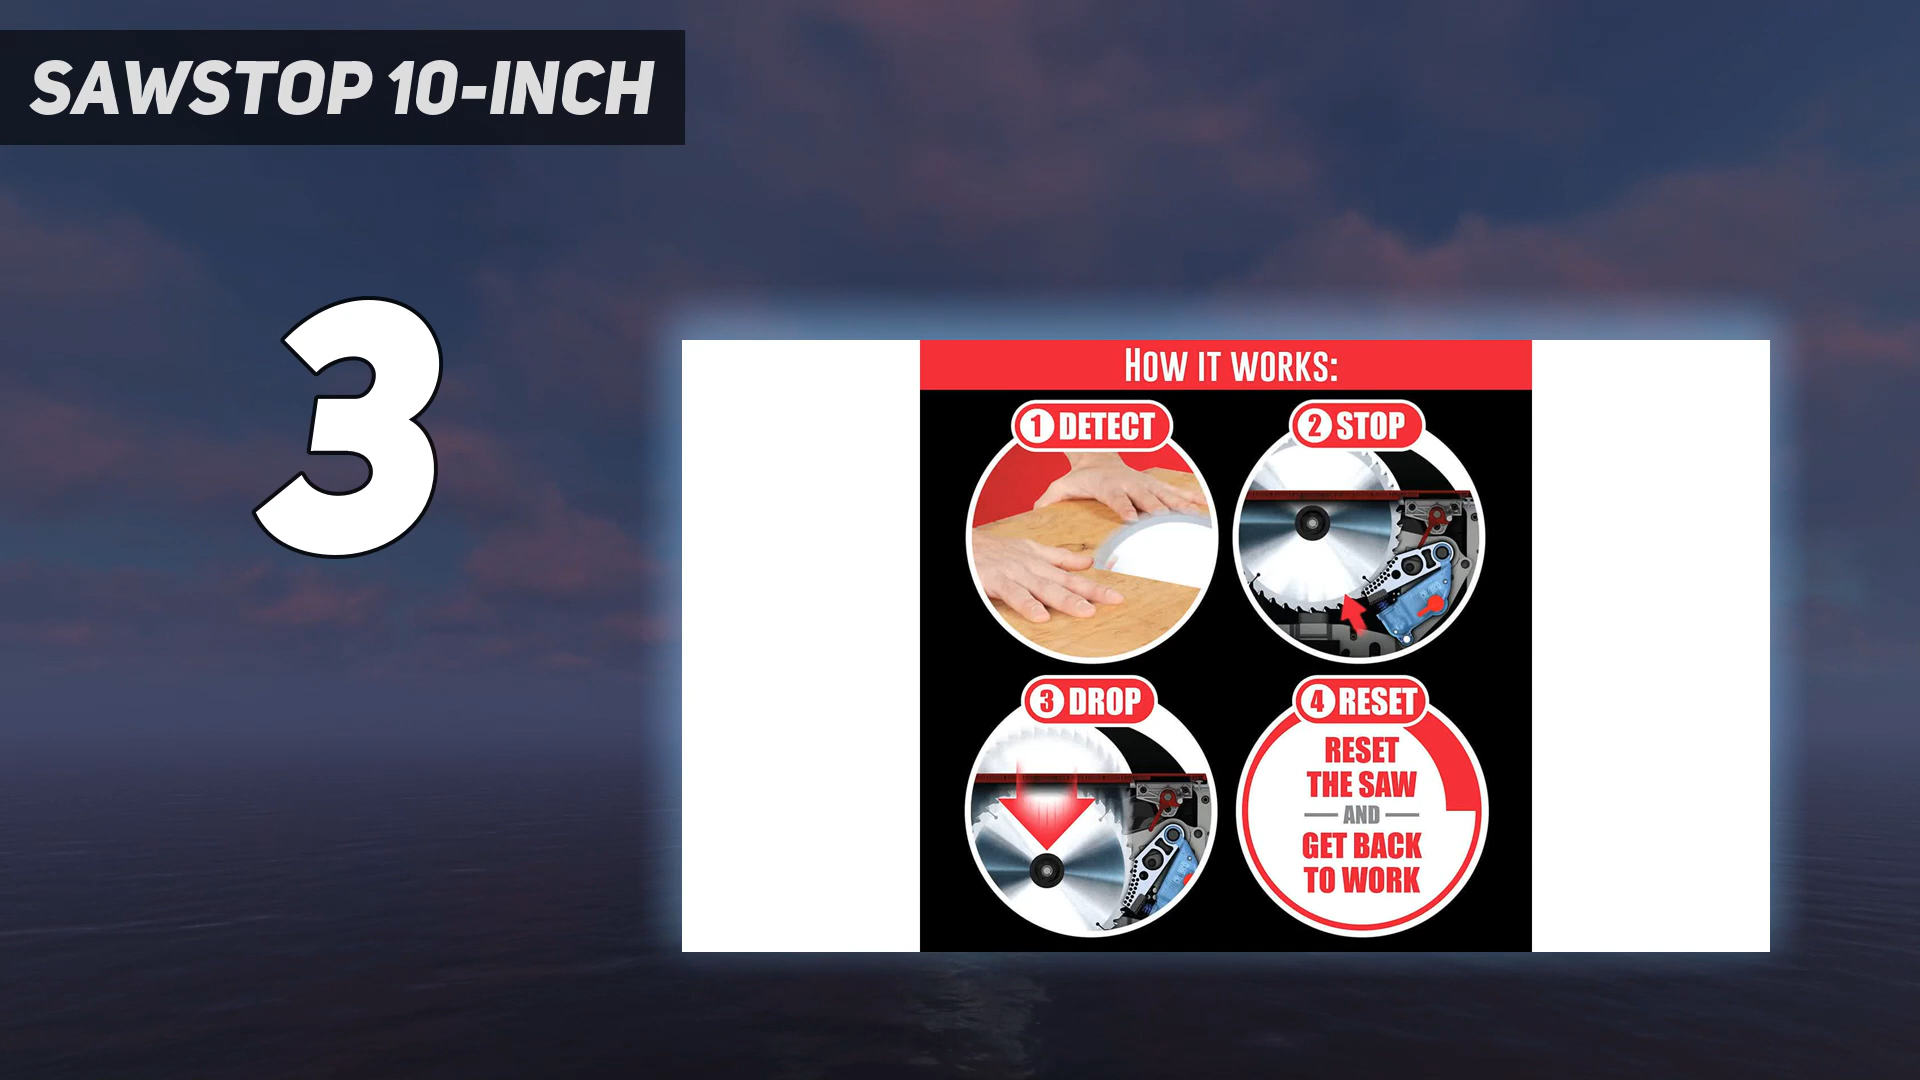 SAWSTOP 10-INCH
3
HOW IT WORKS:
1 DETECT
2 STOP
3 DROP
4 RESET
RESET
THE SAW
AND
GET BACK
TO WORK